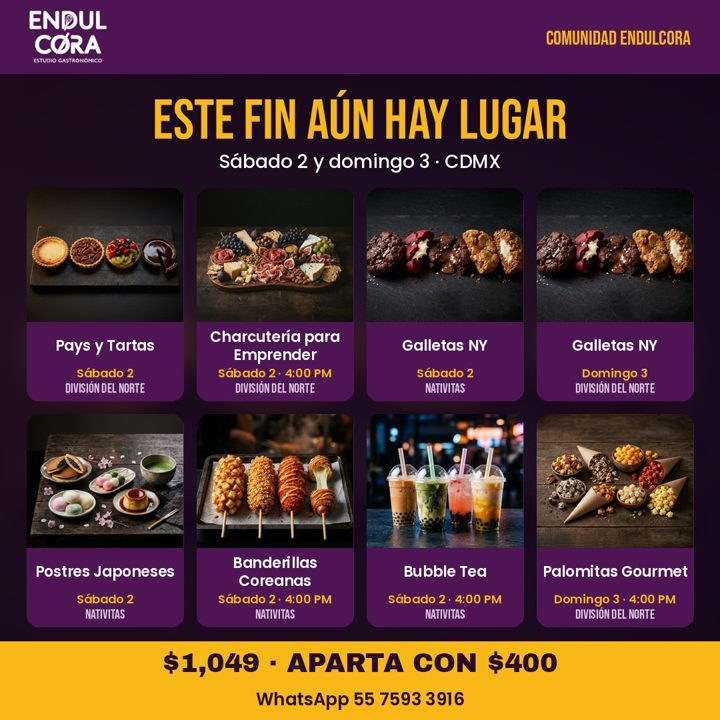 ENDUL
CØRA
ESTUDIO GASTRONÓMICO
COMUNIDAD ENDULCORA
ESTE FIN AÚN HAY LUGAR
Sábado 2 y domingo 3 · CDMX
Pays y Tartas
Sábado 2
DIVISIÓN DEL NORTE
Charcutería para
Emprender
Sábado 2 · 4:00 PM
DIVISIÓN DEL NORTE
Galletas NY
Sábado 2
NATIVITAS
Galletas NY
Domingo 3
DIVISIÓN DEL NORTE
Postres Japoneses
Sábado 2
NATIVITAS
Banderillas
Coreanas
Sábado 2 · 4:00 PM
NATIVITAS
Bubble Tea
Sábado 2 · 4:00 PM
NATIVITAS
Palomitas Gourmet
Domingo 3 · 4:00 PM
DIVISIÓN DEL NORTE
$1,049 · APARTA CON $400
WhatsApp 55 7593 3916